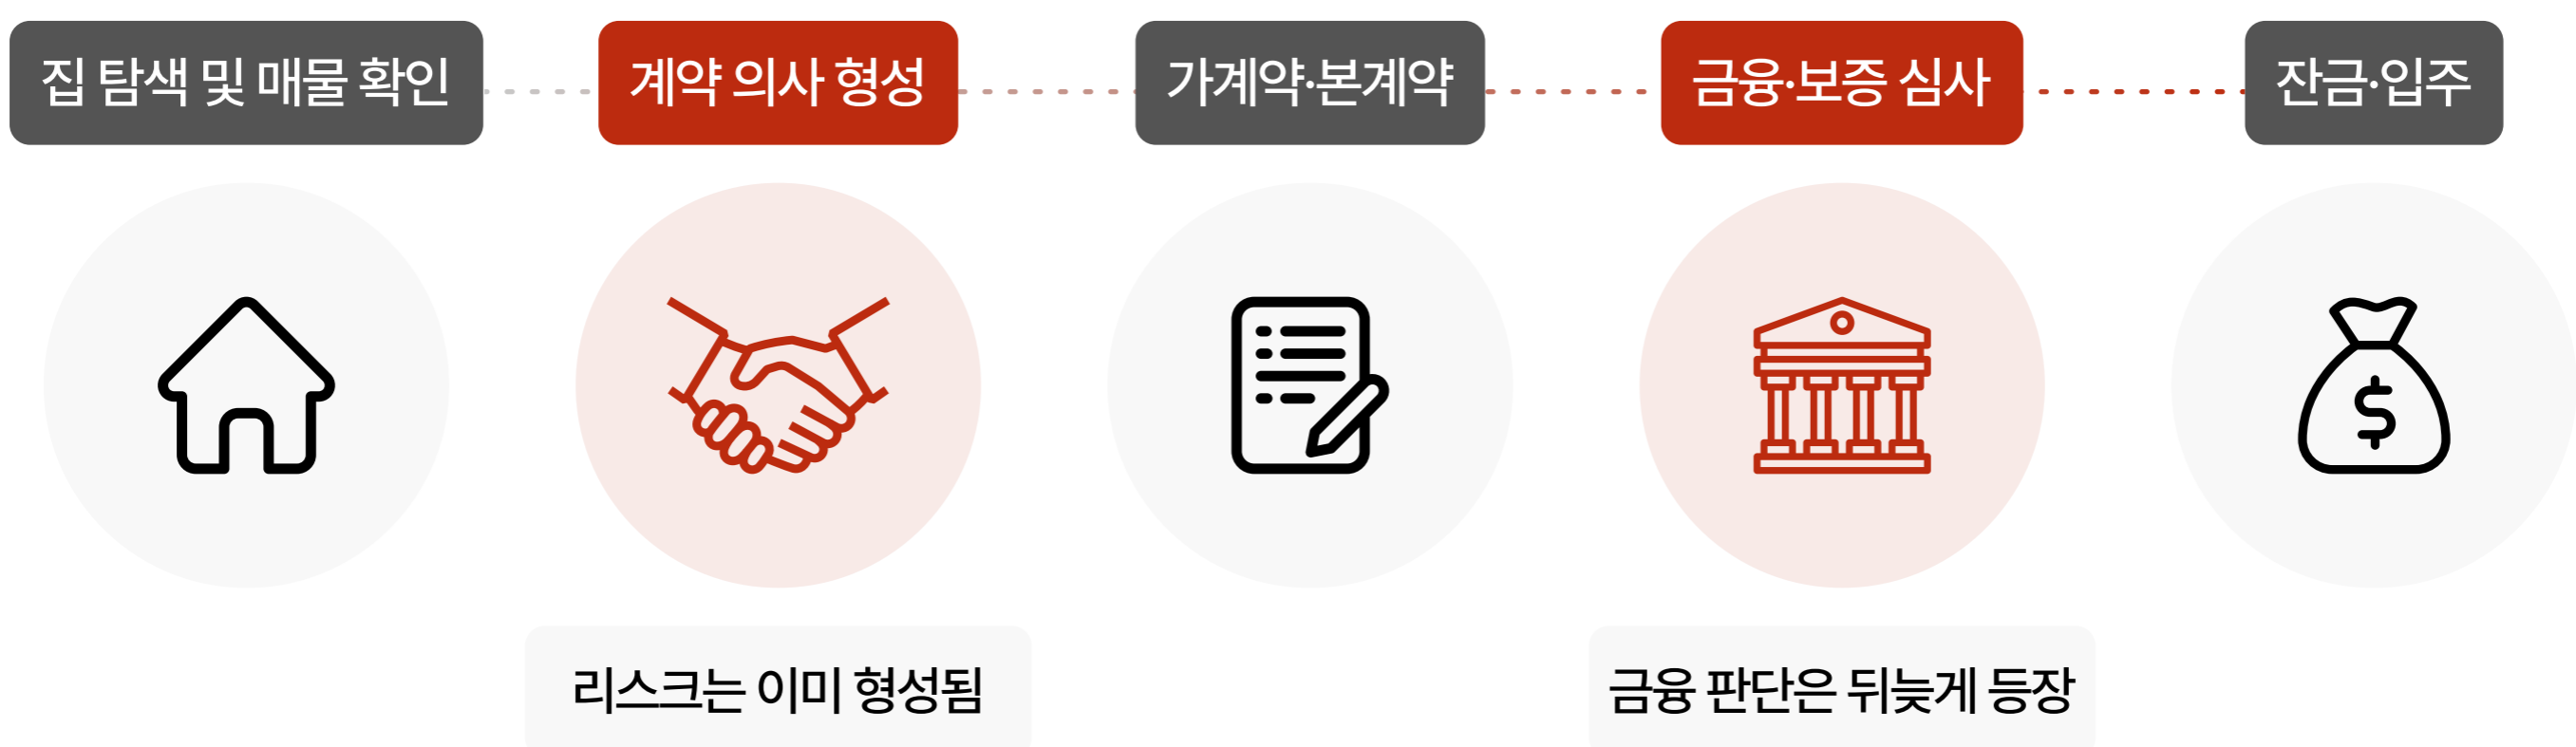 집 탐색 및 매물 확인
계약 의사 형성
가계약·본계약
금융·보증 심사
잔금·입주
리스크는 이미 형성됨
금융 판단은 뒤늦게 등장